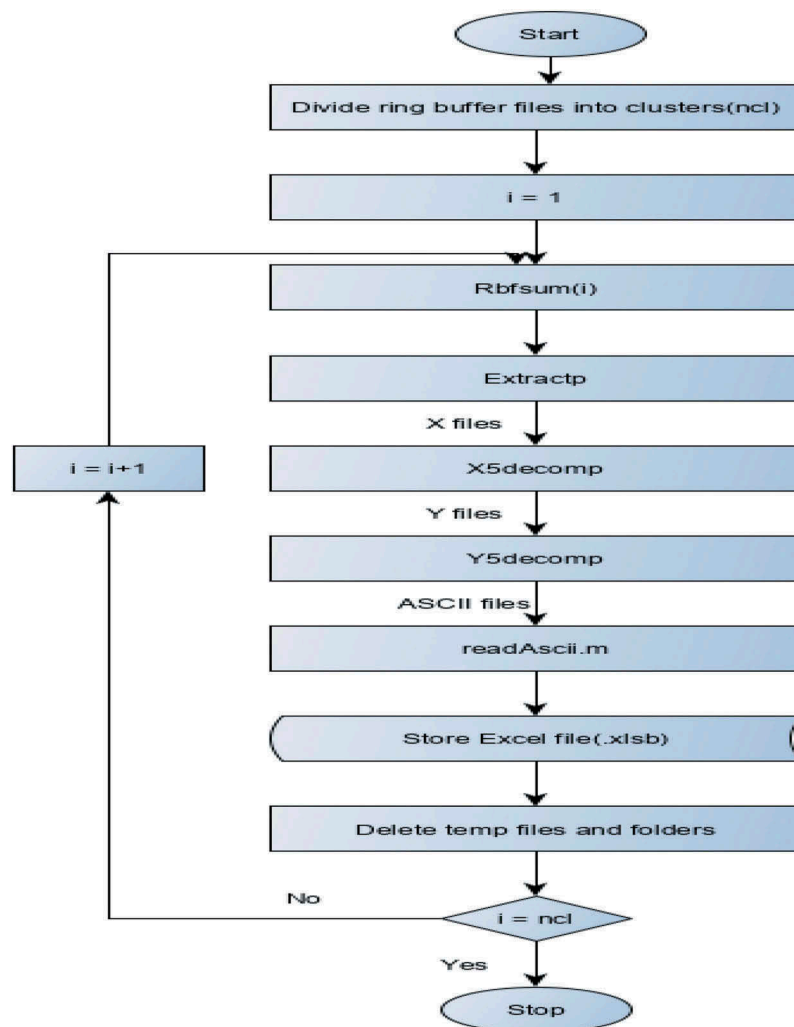 Start
Divide ring buffer files into clusters(ncl)
i = 1
Rbfsum(i)
Extractp
X files
i = i+1
X5decomp
Y files
Y5decomp
ASCII files
readAscii.m
Store Excel file(.xlsb)
Delete temp files and folders
No
i = ncl
Yes
Stop